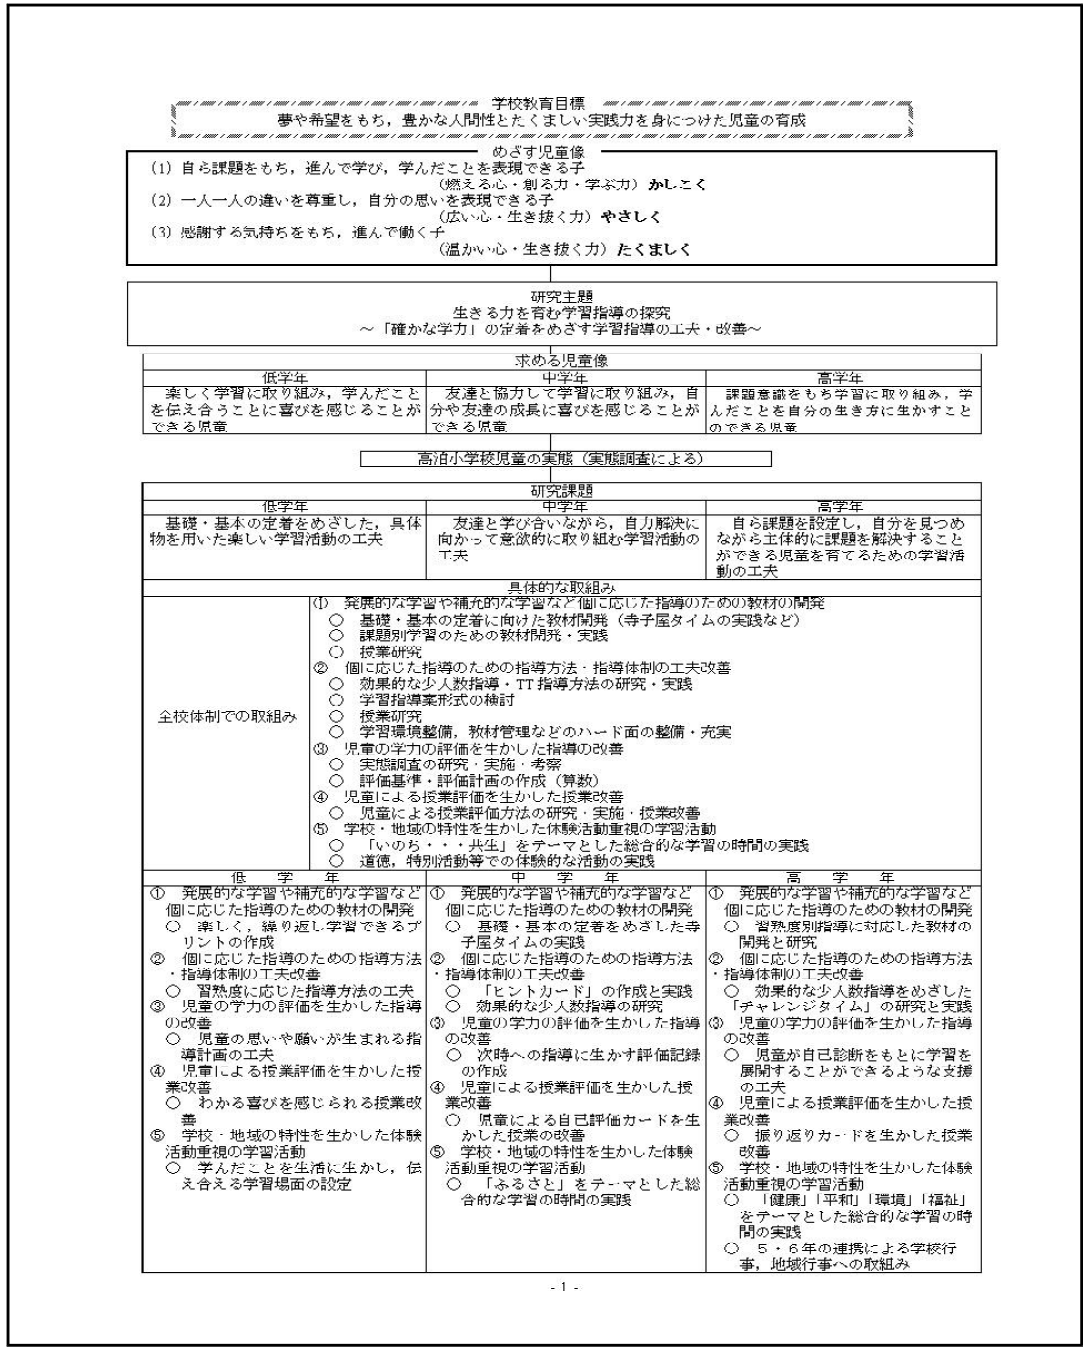 学校教育目標
夢や希望をもち，豊かな人間性とたくましい実践力を身につけた児童の育成
めざす児童像
(1) 自ら課題をもち，進んで学び，学んだことを表現できる子
(燃える心・創る力・学ぶ力) かしこく
(2) 一人一人の違いを尊重し，自分の思いを表現できる子
(広い心・生き抜く力) やさしく
(3) 感謝する気持ちをもち，進んで働く子
(温かい心・生き抜く力) たくましく
研究主題
生きる力を育む学習指導の探究
～「確かな学力」の定着をめざす学習指導の工夫・改善～
求める児童像
低学年
楽しく学習に取り組み，学んだこと
を伝え合うことに喜びを感じることが
できる児童
中学年
友達と協力して学習に取り組み，自
分や友達の成長に喜びを感じることが
できる児童
高学年
課題意識をもち学習に取り組み，学
んだことを自分の生き方に生かすこと
のできる児童
高泊小学校児童の実態（実態調査による）
研究課題
低学年
基礎・基本の定着をめざした，具体
物を用いた楽しい学習活動の工夫
中学年
友達と学び合いながら，自力解決に
向かって意欲的に取り組む学習活動の
工夫
高学年
自ら課題を設定し，自分を見つめ
ながら主体的に課題を解決すること
ができる児童を育てるための学習活
動の工夫
具体的な取組み
全校体制での取組み
① 発展的な学習や補充的な学習など個に応じた指導のための教材の開発
○ 基礎・基本の定着に向けた教材開発（寺子屋タイムの実践など）
○ 課題別学習のための教材開発・実践
○ 授業研究
② 個に応じた指導のための指導方法・指導体制の工夫改善
○ 効果的な少人数指導・TT指導方法の研究・実践
○ 学習指導案形式の検討
○ 授業研究
○ 学習環境整備，教材管理などのハード面の整備・充実
③ 児童の学力の評価を生かした指導の改善
○ 実態調査の研究・実施・考察
○ 評価基準・評価計画の作成（算数）
④ 児童による授業評価を生かした授業改善
○ 児童による授業評価方法の研究・実施・授業改善
⑤ 学校・地域の特性を生かした体験活動重視の学習活動
○ 「いのち・・・共生」をテーマとした総合的な学習の時間の実践
○ 道徳，特別活動等での体験的な活動の実践
低 学 年
① 発展的な学習や補充的な学習など
個に応じた指導のための教材の開発
○ 楽しく，繰り返し学習できるプ
リントの作成
② 個に応じた指導のための指導方法
・指導体制の工夫改善
○ 習熟度に応じた指導方法の工夫
③ 児童の学力の評価を生かした指導
の改善
○ 児童の思いや願いが生まれる指
導計画の工夫
④ 児童による授業評価を生かした授
業改善
○ わかる喜びを感じられる授業改
善
⑤ 学校・地域の特性を生かした体験
活動重視の学習活動
○ 学んだことを生活に生かし，伝
え合える学習場面の設定
中 学 年
① 発展的な学習や補充的な学習など
個に応じた指導のための教材の開発
○ 基礎・基本の定着をめざした寺
子屋タイムの実践
② 個に応じた指導のための指導方法
・指導体制の工夫改善
○ 「ヒントカード」の作成と実践
○ 効果的な少人数指導の研究
③ 児童の学力の評価を生かした指導
の改善
○ 次時への指導に生かす評価記録
の作成
④ 児童による授業評価を生かした授
業改善
○ 児童による自己評価カードを生
かした授業の改善
⑤ 学校・地域の特性を生かした体験
活動重視の学習活動
○ 「ふるさと」をテーマとした総
合的な学習の時間の実践
高 学 年
① 発展的な学習や補充的な学習など
個に応じた指導のための教材の開発
○ 習熟度別指導に対応した教材の
開発と研究
② 個に応じた指導のための指導方法
・指導体制の工夫改善
○ 効果的な少人数指導をめざした
「チャレンジタイム」の研究と実践
③ 児童の学力の評価を生かした指導
の改善
○ 児童が自己診断をもとに学習を
展開することができるような支援
の工夫
④ 児童による授業評価を生かした授
業改善
○ 振り返りカードを生かした授業
改善
⑤ 学校・地域の特性を生かした体験
活動重視の学習活動
○ 「健康」「平和」「環境」「福祉」
をテーマとした総合的な学習の時
間の実践
○ ５・６年の連携による学校行
事，地域行事への取組み
- 1 -